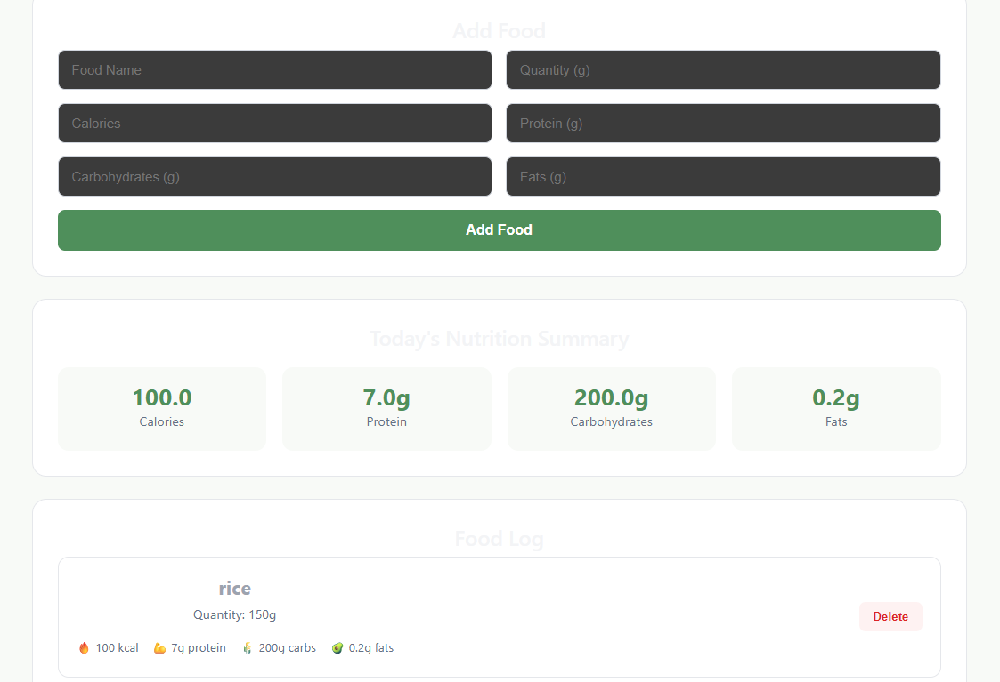 Add Food
Food Name Quantity (g)
Calories Protein (g)
Carbohydrates (g) Fats (g)
Add Food
Today's Nutrition Summary
100.0 7.0g 200.0g 0.2g
Calories Protein Carbohydrates Fats
Food Log
rice
Quantity: 150g
Delete
🔥 100 kcal 💪 7g protein 🌾 200g carbs 🥑 0.2g fats